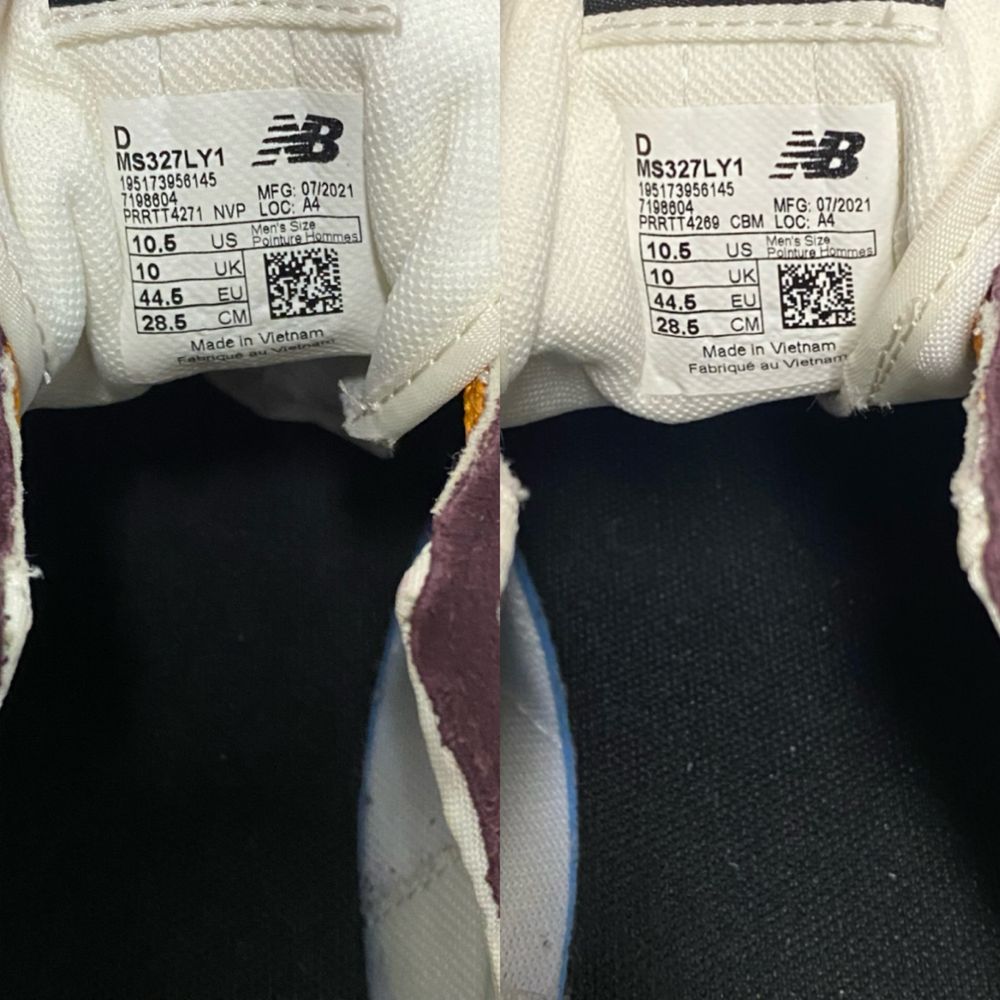 D
NB
MS327LY1
195173956145
7198604
MFG: 07/2021
PRRTT4271 NVP LOC: A4
10.5 US
Men's Size
Pointure Hommes
10 UK
44.5 EU
28.5 CM
Made in Vietnam
Fabriqué au Vietnam
D
NB
MS327LY1
195173956145
7198604
MFG: 07/2021
PRRTT4269 CBM LOC: A4
10.5 US
Men's Size
Pointure Hommes
10 UK
44.5 EU
28.5 CM
Made in Vietnam
Fabriqué au Vietnam